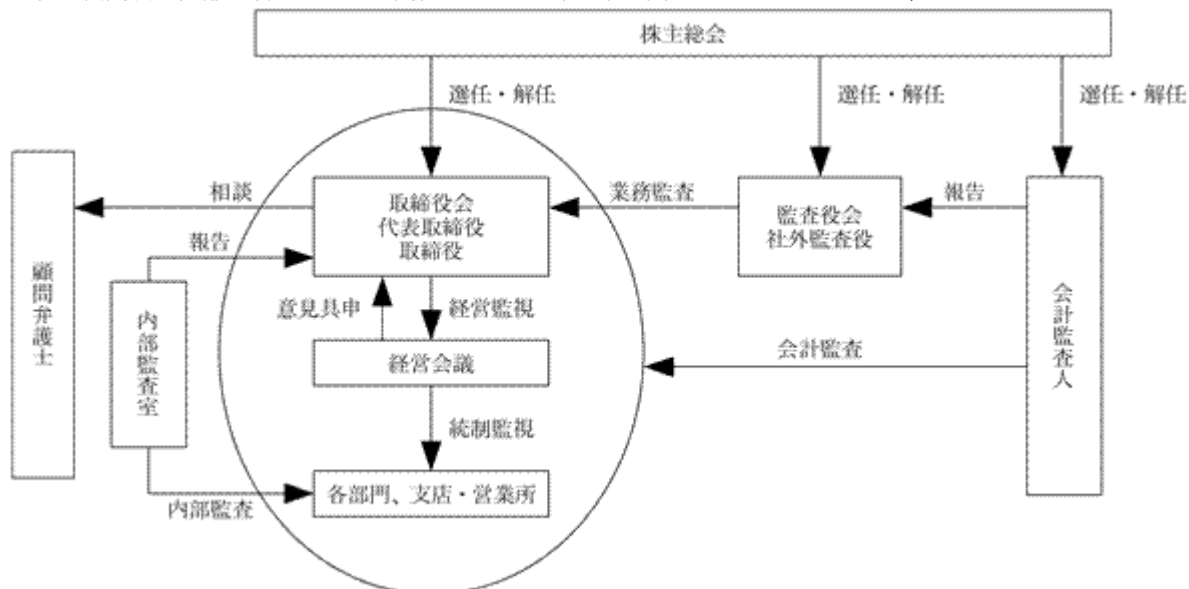 株主総会
選任・解任
選任・解任
選任・解任
相談
取締役会
代表取締役
取締役
業務監査
監査役会
社外監査役
報告
報告
顧問弁護士
内部監査室
意見具申
経営監視
会計監査人
経営会議
会計監査
統制監視
各部門、支店・営業所
内部監査